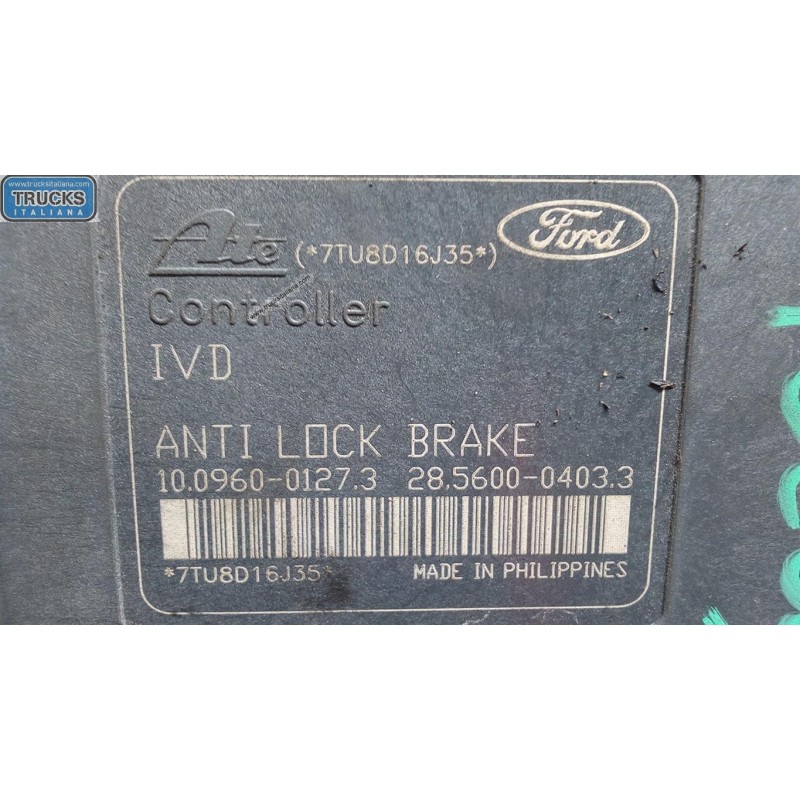 www.trucksitaliana.com
TRUCKS
ITALIANA
Ate (*7TU8D16J35*) Ford
Controller
IVD
ANTI LOCK BRAKE
10.0960-0127.3 28.5600-0403.3
*7TU8D16J35* MADE IN PHILIPPINES